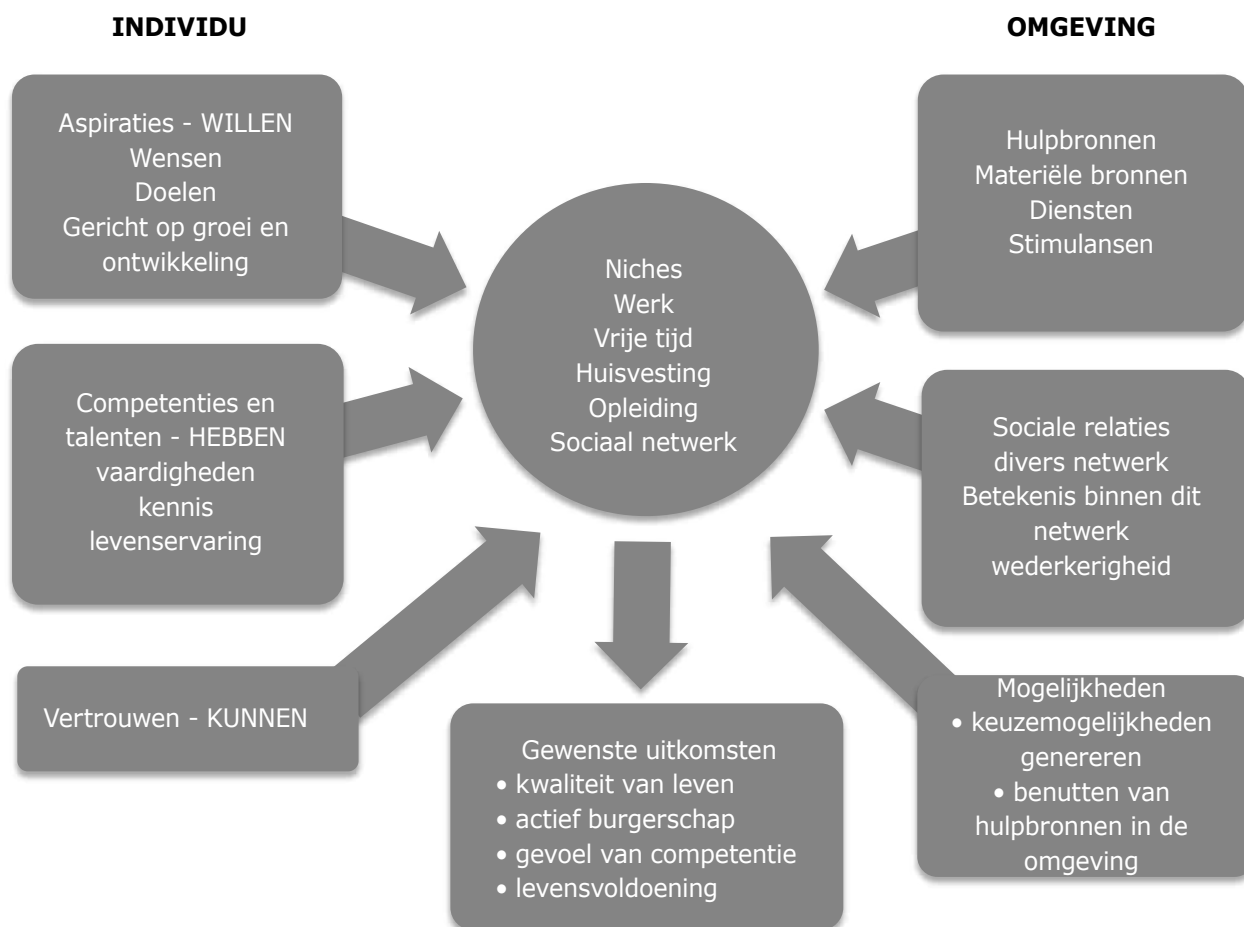 INDIVIDU
OMGEVING
Aspiraties - WILLEN
Wensen
Doelen
Gericht op groei en
ontwikkeling
Competenties en
talenten - HEBBEN
vaardigheden
kennis
levenservaring
Vertrouwen - KUNNEN
Niches
Werk
Vrije tijd
Huisvesting
Opleiding
Sociaal netwerk
Gewenste uitkomsten
• kwaliteit van leven
• actief burgerschap
• gevoel van competentie
• levensvoldoening
Hulpbronnen
Materiële bronnen
Diensten
Stimulansen
Sociale relaties
divers netwerk
Betekenis binnen dit
netwerk
wederkerigheid
Mogelijkheden
• keuzemogelijkheden
genereren
• benutten van
hulpbronnen in de
omgeving